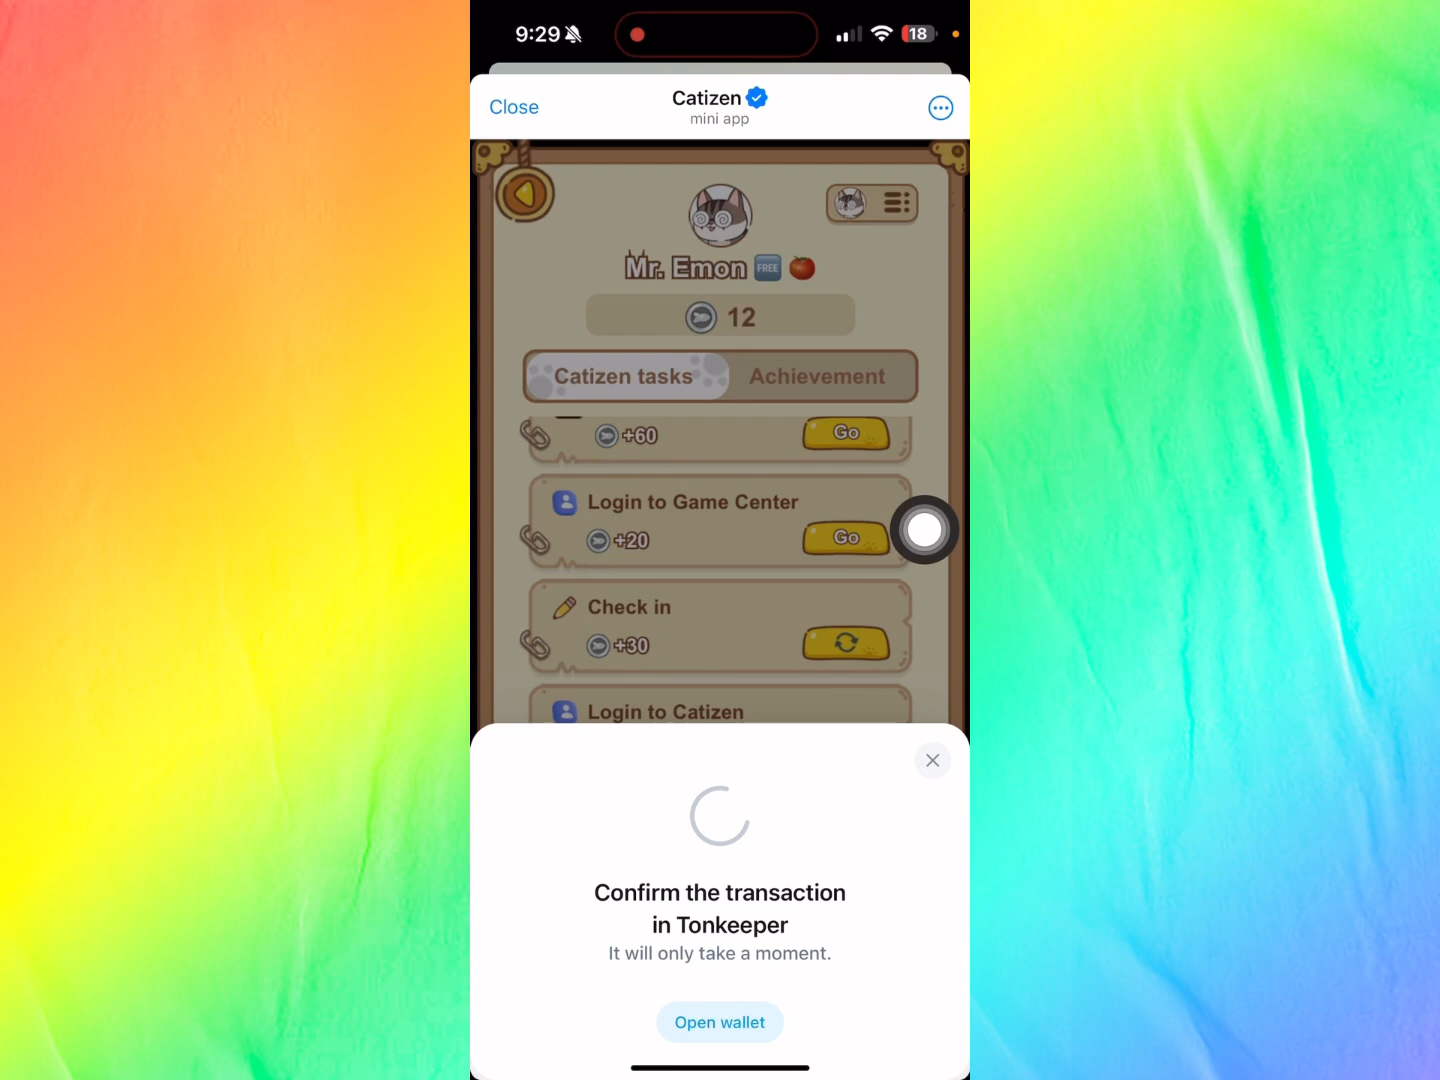 9:29
18
Close
Catizen
mini app
Mr. Emon FREE
12
Catizen tasks
Achievement
+60
Go
Login to Game Center
+20
Go
Check in
+30
Login to Catizen
Confirm the transaction
in Tonkeeper
It will only take a moment.
Open wallet